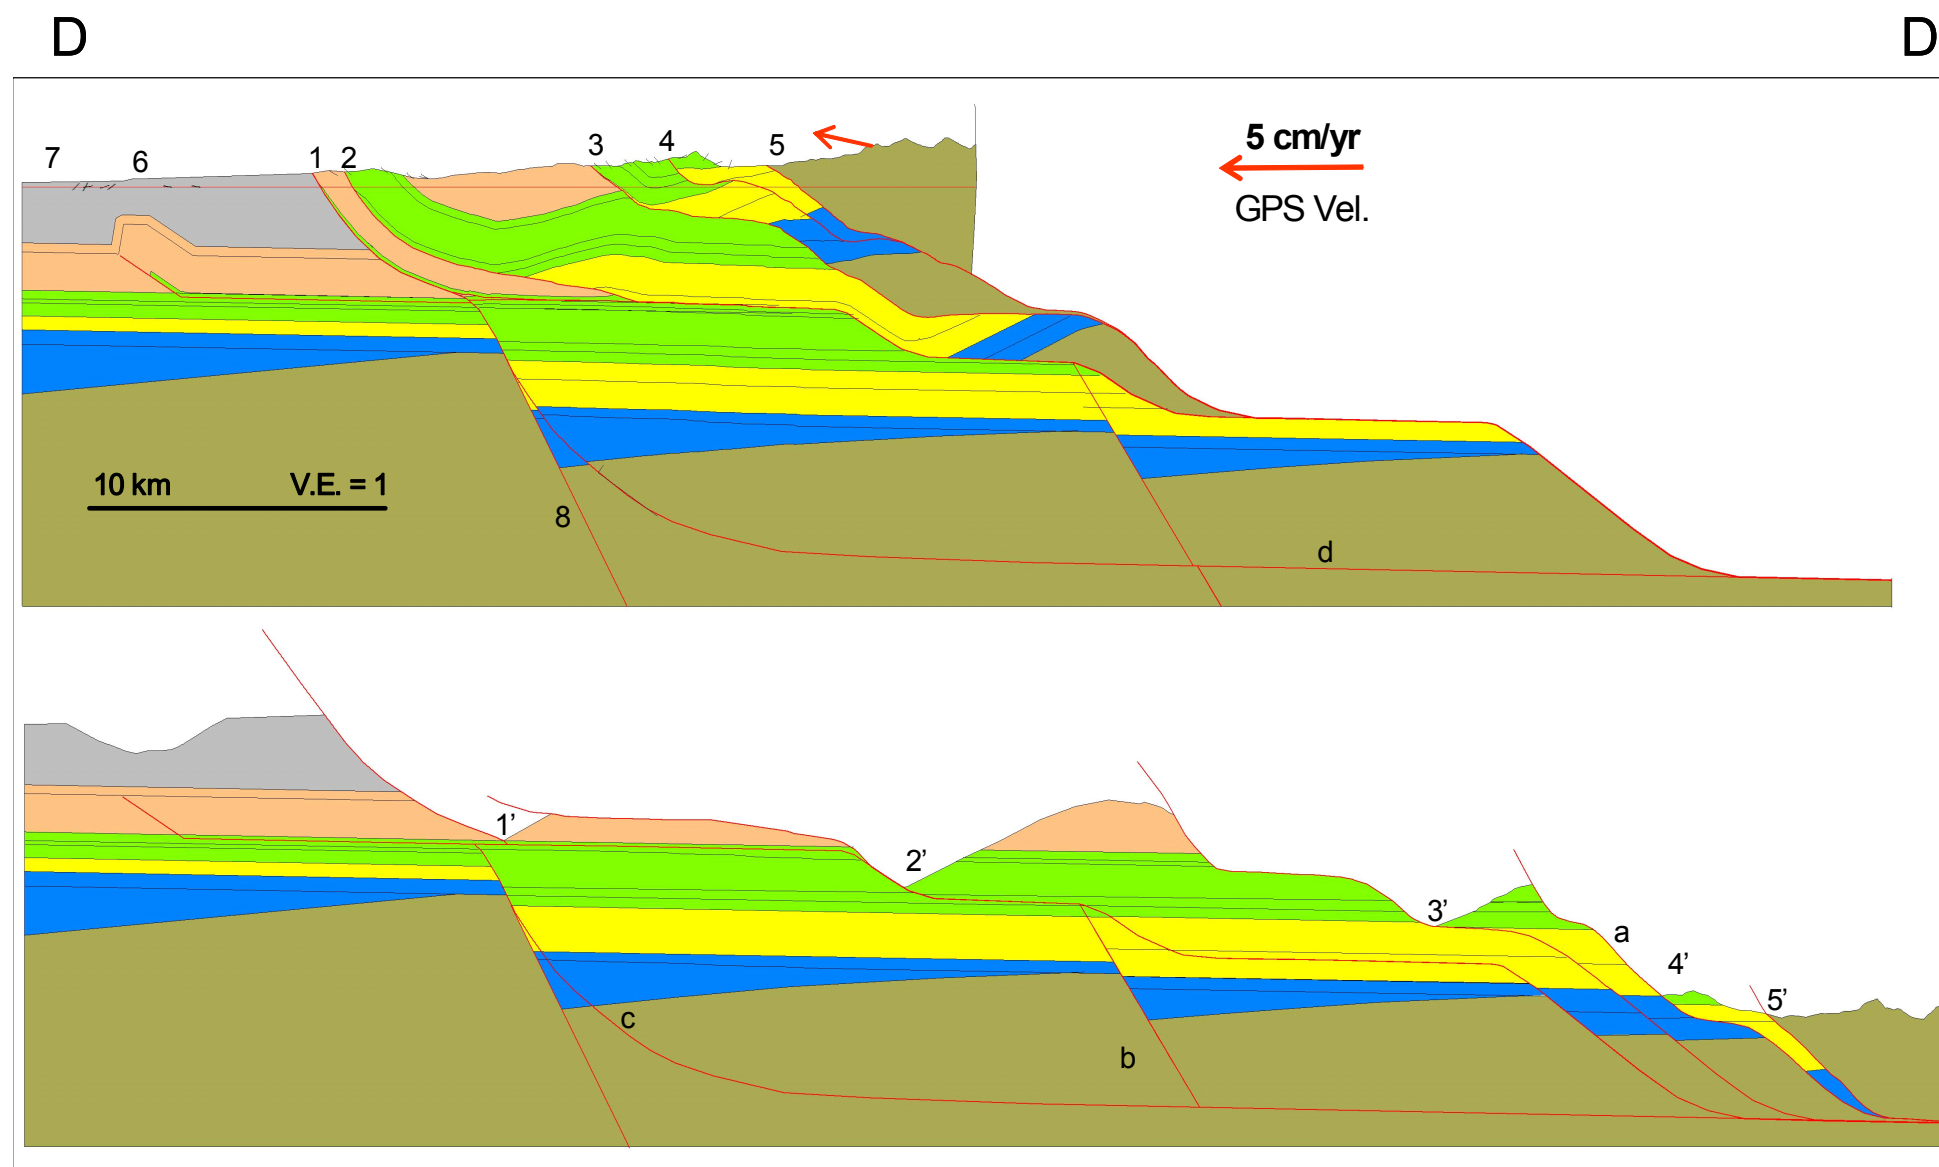 D D
7 6 1 2 3 4 5
5 cm/yr
GPS Vel.
10 km V.E. = 1
8
d
1’ 2’ 3’ a 4’ 5’
c
b